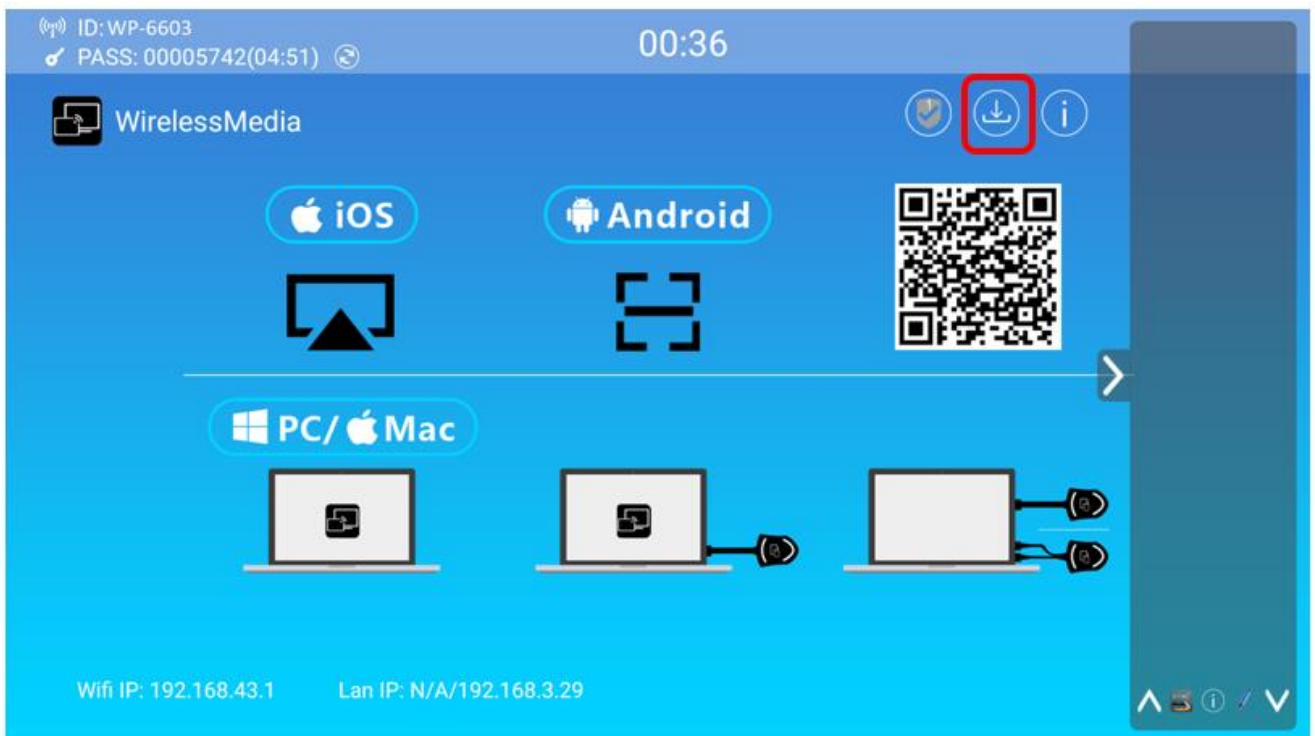 ID: WP-6603
PASS: 00005742(04:51)
00:36
WirelessMedia
iOS
Android
PC/ Mac
Wifi IP: 192.168.43.1
Lan IP: N/A/192.168.3.29